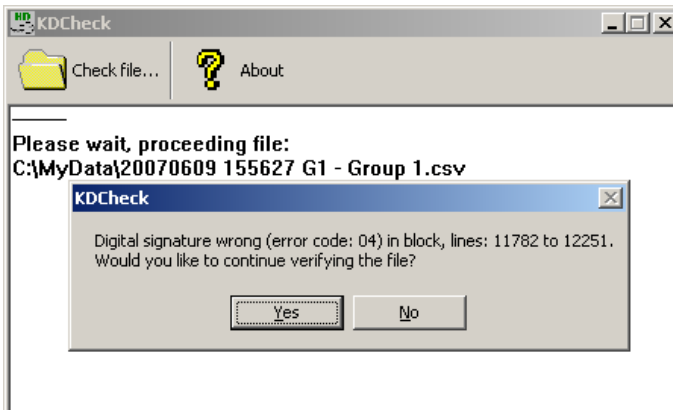 HD
KDCheck
Check file...
About
Please wait, proceeding file:
C:\MyData\20070609 155627 G1 - Group 1.csv
KDCheck
Digital signature wrong (error code: 04) in block, lines: 11782 to 12251.
Would you like to continue verifying the file?
Yes
No